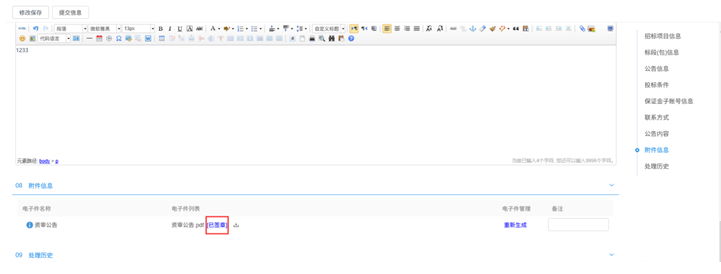 修改保存 提交信息
段落 微软雅黑 13px 自定义标题
代码语言
1233
元素路径: body > p
当前已输入4个字符, 您还可以输入9996个字符。
招标项目信息
标段(包)信息
公告信息
投标条件
保证金子账号信息
联系方式
公告内容
附件信息
处理历史
08 附件信息
电子件名称 电子件列表 电子件管理 备注
资审公告 资审公告.pdf [已签章] 重新生成
09 处理历史